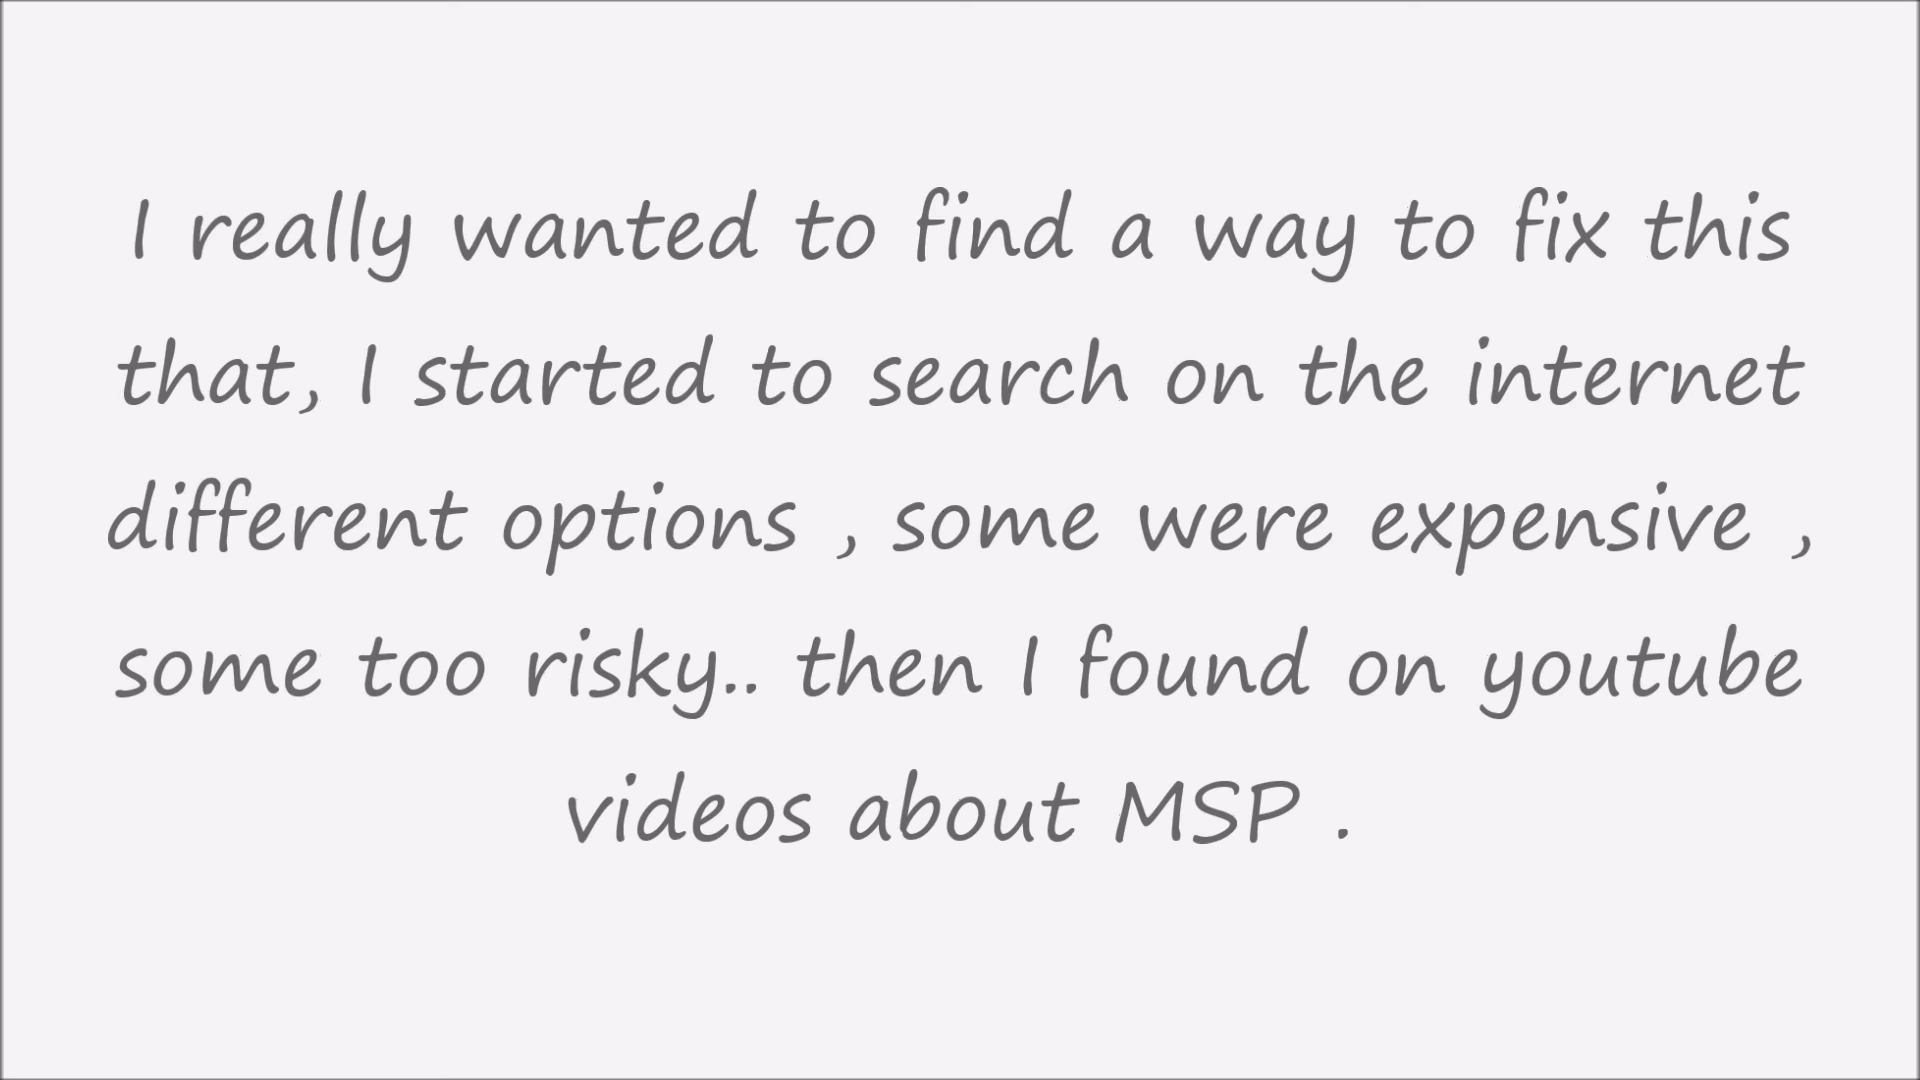 I really wanted to find a way to fix this
that, I started to search on the internet
different options , some were expensive ,
some too risky.. then I found on youtube
videos about MSP .